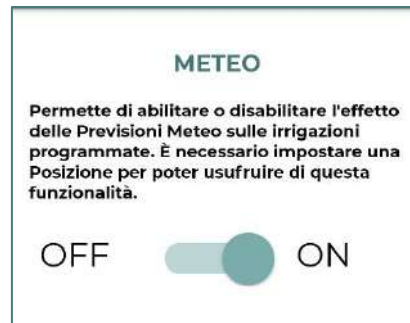 METEO
Permette di abilitare o disabilitare l'effetto
delle Previsioni Meteo sulle irrigazioni
programmate. È necessario impostare una
Posizione per poter usufruire di questa
funzionalità.
OFF ON